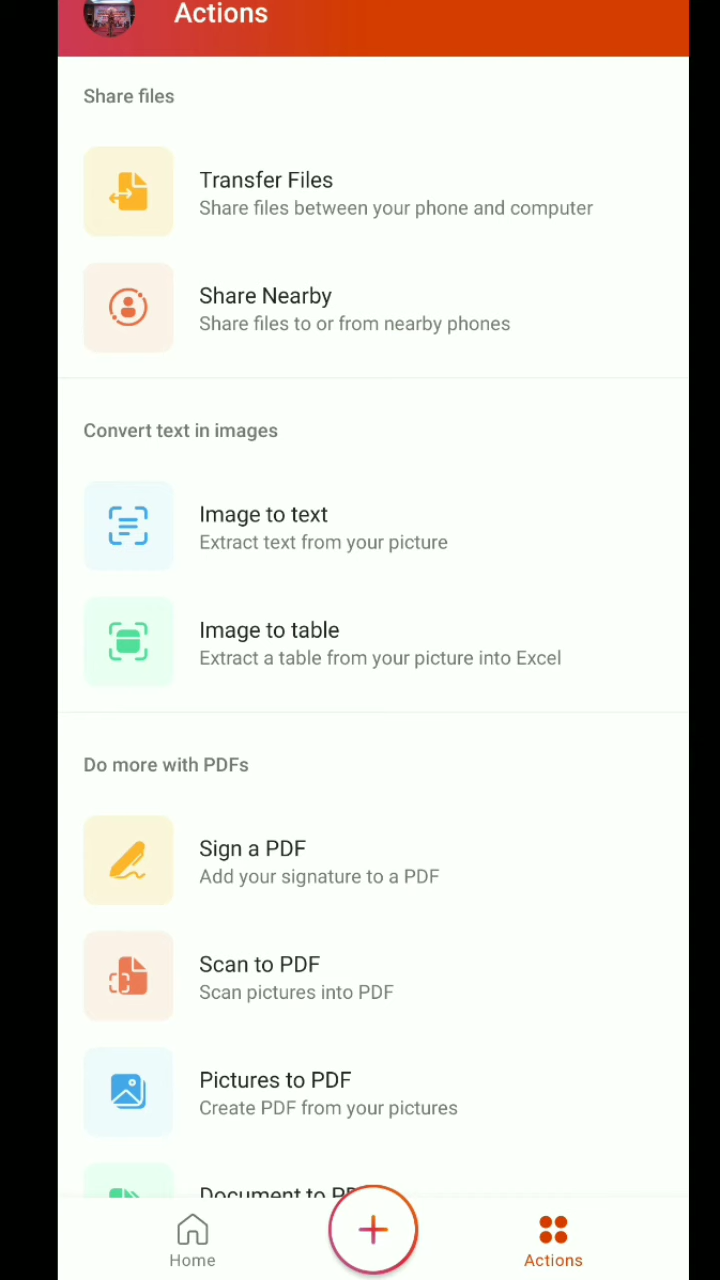 Actions
Share files
Transfer Files
Share files between your phone and computer
Share Nearby
Share files to or from nearby phones
Convert text in images
Image to text
Extract text from your picture
Image to table
Extract a table from your picture into Excel
Do more with PDFs
Sign a PDF
Add your signature to a PDF
Scan to PDF
Scan pictures into PDF
Pictures to PDF
Create PDF from your pictures
Document to PDF
Home
Actions